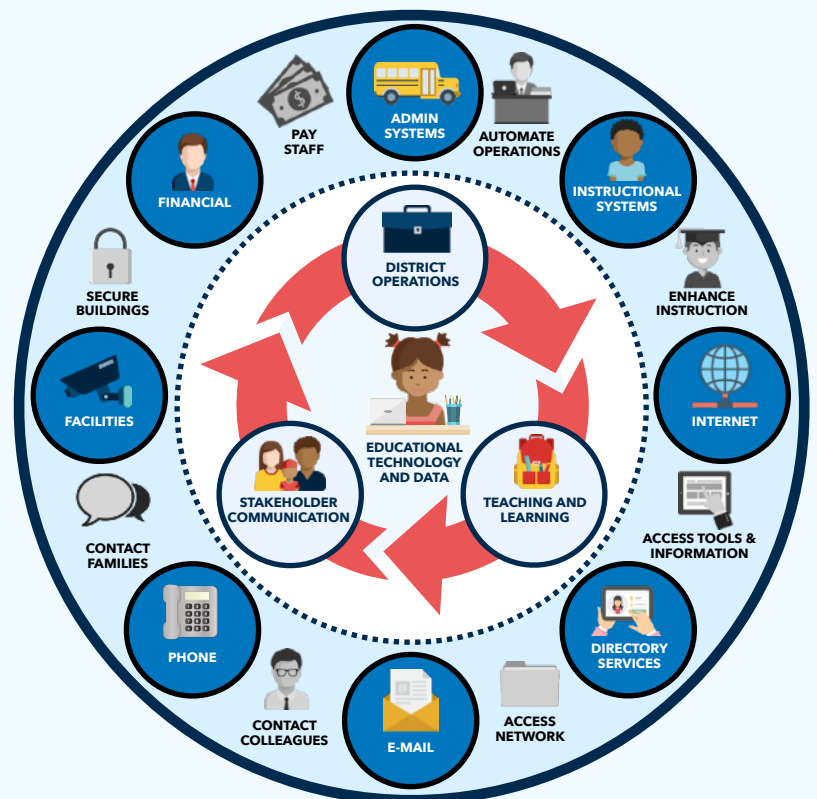 ADMIN
SYSTEMS
AUTOMATE
OPERATIONS
INSTRUCTIONAL
SYSTEMS
ENHANCE
INSTRUCTION
INTERNET
ACCESS TOOLS &
INFORMATION
DIRECTORY
SERVICES
ACCESS
NETWORK
E-MAIL
CONTACT
COLLEAGUES
PHONE
CONTACT
FAMILIES
FACILITIES
SECURE
BUILDINGS
FINANCIAL
PAY
STAFF
DISTRICT
OPERATIONS
TEACHING AND
LEARNING
STAKEHOLDER
COMMUNICATION
EDUCATIONAL
TECHNOLOGY
AND DATA